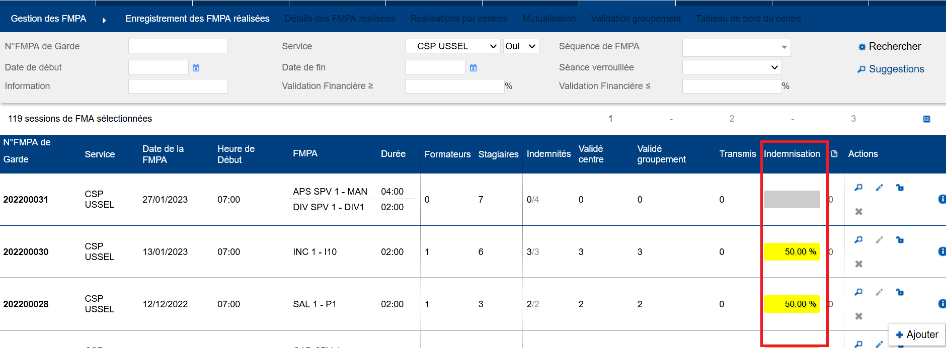 Gestion des FMPA Enregistrement des FMPA réalisées Détails des FMPA réalisées Réalisations par centres Mutualisation Validation groupement Tableau de bord du centre
N°FMPA de Garde Service CSP USSEL Oui Séquence de FMPA Rechercher
Date de début Date de fin Séance verrouillée Suggestions
Information Validation Financière ≥ % Validation Financière ≤ %
119 sessions de FMA sélectionnées 1 - 2 - 3
N°FMPA de Garde Service Date de la FMPA Heure de Début FMPA Durée Formateurs Stagiaires Indemnités Validé centre Validé groupement Transmis Indemnisation Actions
202200031 CSP USSEL 27/01/2023 07:00 APS SPV 1 - MAN 04:00 0 7 0/4 0 0 0 0
DIV SPV 1 - DIV1 02:00
202200030 CSP USSEL 13/01/2023 07:00 INC 1 - I10 02:00 1 6 3/3 3 3 0 50.00 % 0
202200028 CSP USSEL 12/12/2022 07:00 SAL 1 - P1 02:00 1 3 2/2 2 2 0 50.00 % 0
Ajouter